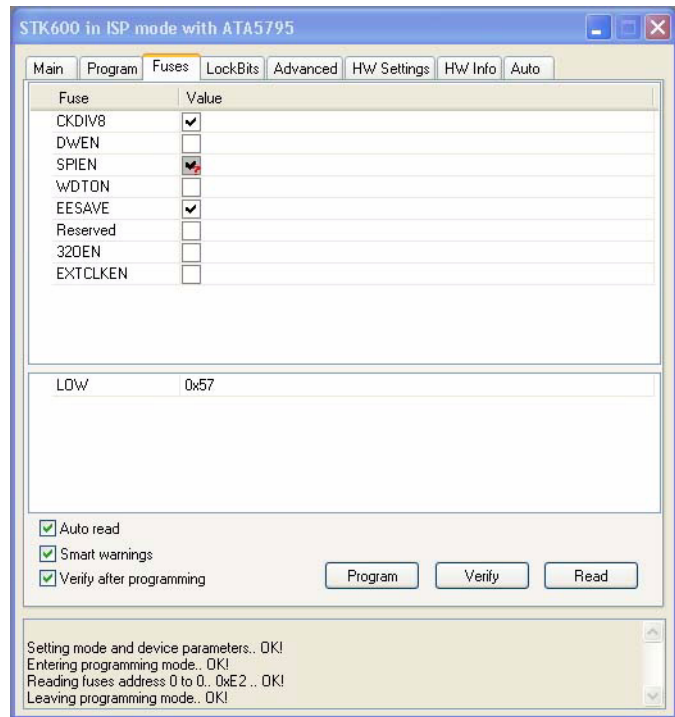 STK600 in ISP mode with ATA5795
Main Program Fuses LockBits Advanced HW Settings HW Info Auto
Fuse Value
CKDIV8
DWEN
SPIEN
WDTON
EESAVE
Reserved
32OEN
EXTCLKEN
LOW 0x57
Auto read
Smart warnings
Verify after programming
Program Verify Read
Setting mode and device parameters.. OK!
Entering programming mode.. OK!
Reading fuses address 0 to 0.. 0xE2 .. OK!
Leaving programming mode.. OK!